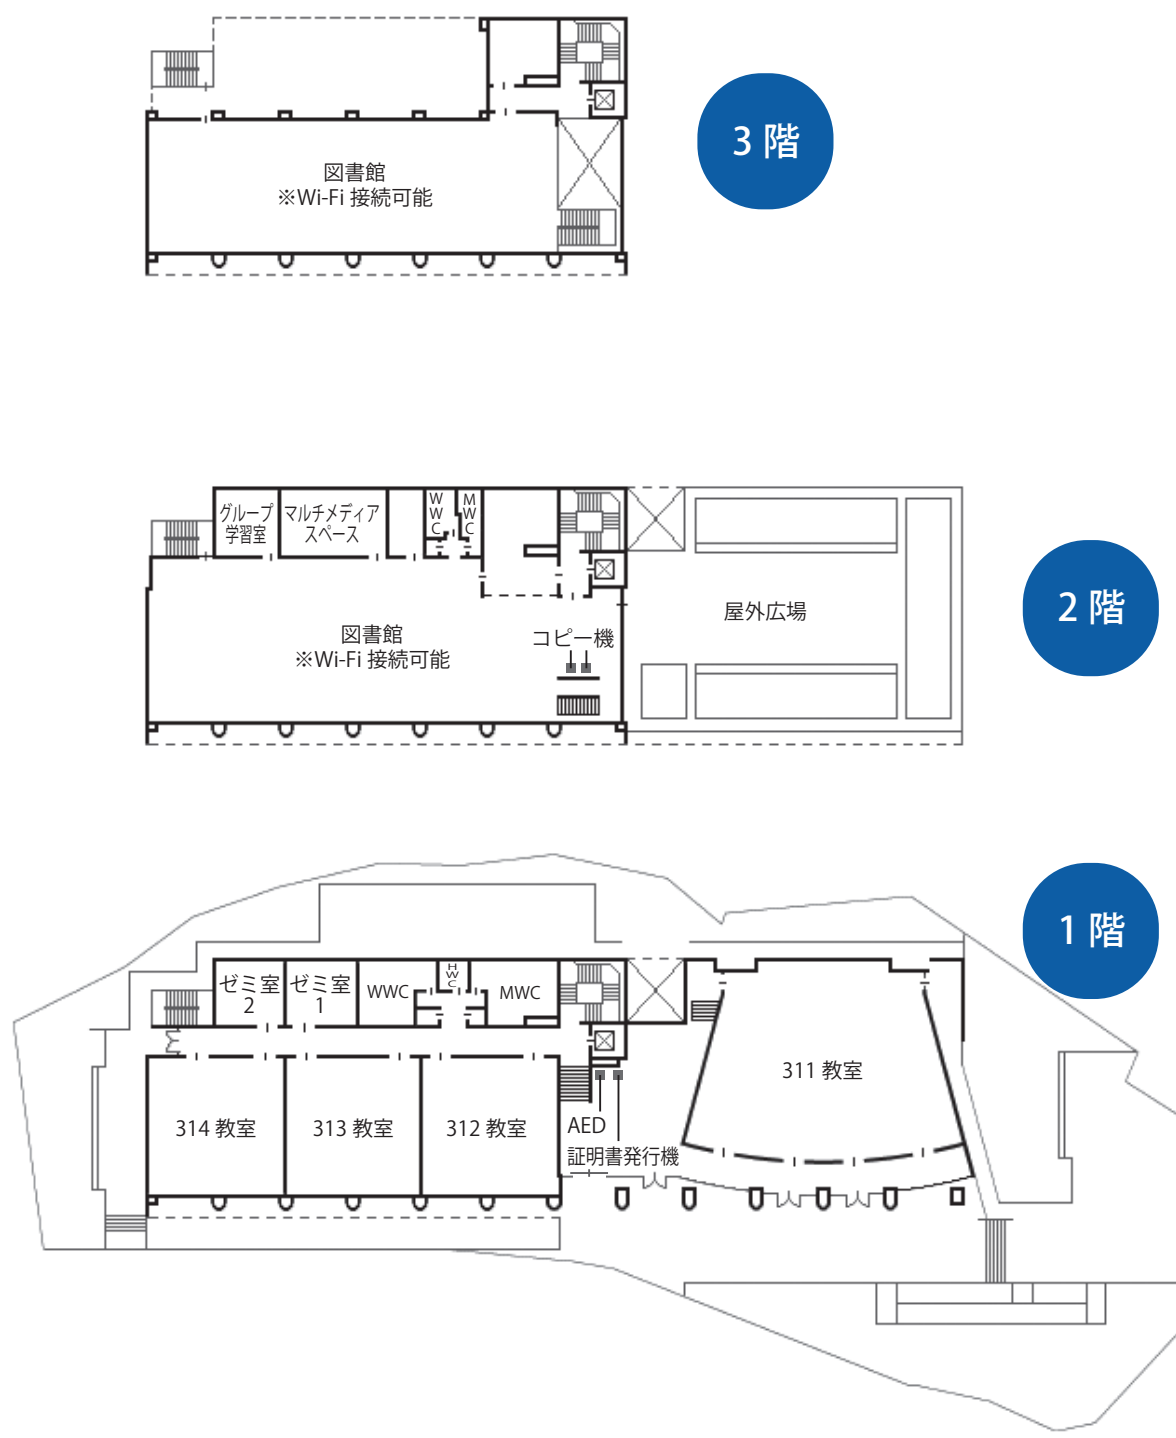 3 階
図書館
※Wi-Fi 接続可能
グループ
学習室
マルチメディア
スペース
WWC
MWC
2 階
屋外広場
コピー機
図書館
※Wi-Fi 接続可能
1 階
ゼミ室
2
ゼミ室
1
WWC
HWC
MWC
311 教室
314 教室
313 教室
312 教室
AED
証明書発行機